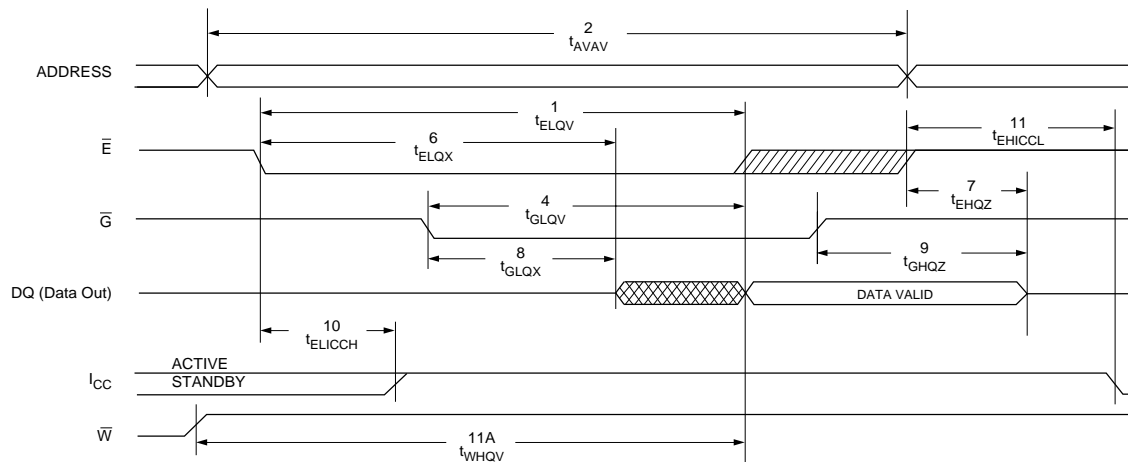 2
tAVAV
ADDRESS
1
tELQV
11
tEHICCL
6
tELQX
E̅
7
tEHQZ
4
tGLQV
G̅
9
tGHQZ
8
tGLQX
DQ (Data Out)
DATA VALID
10
tELICCH
ACTIVE
ICC
STANDBY
W̅
11A
tWHQV